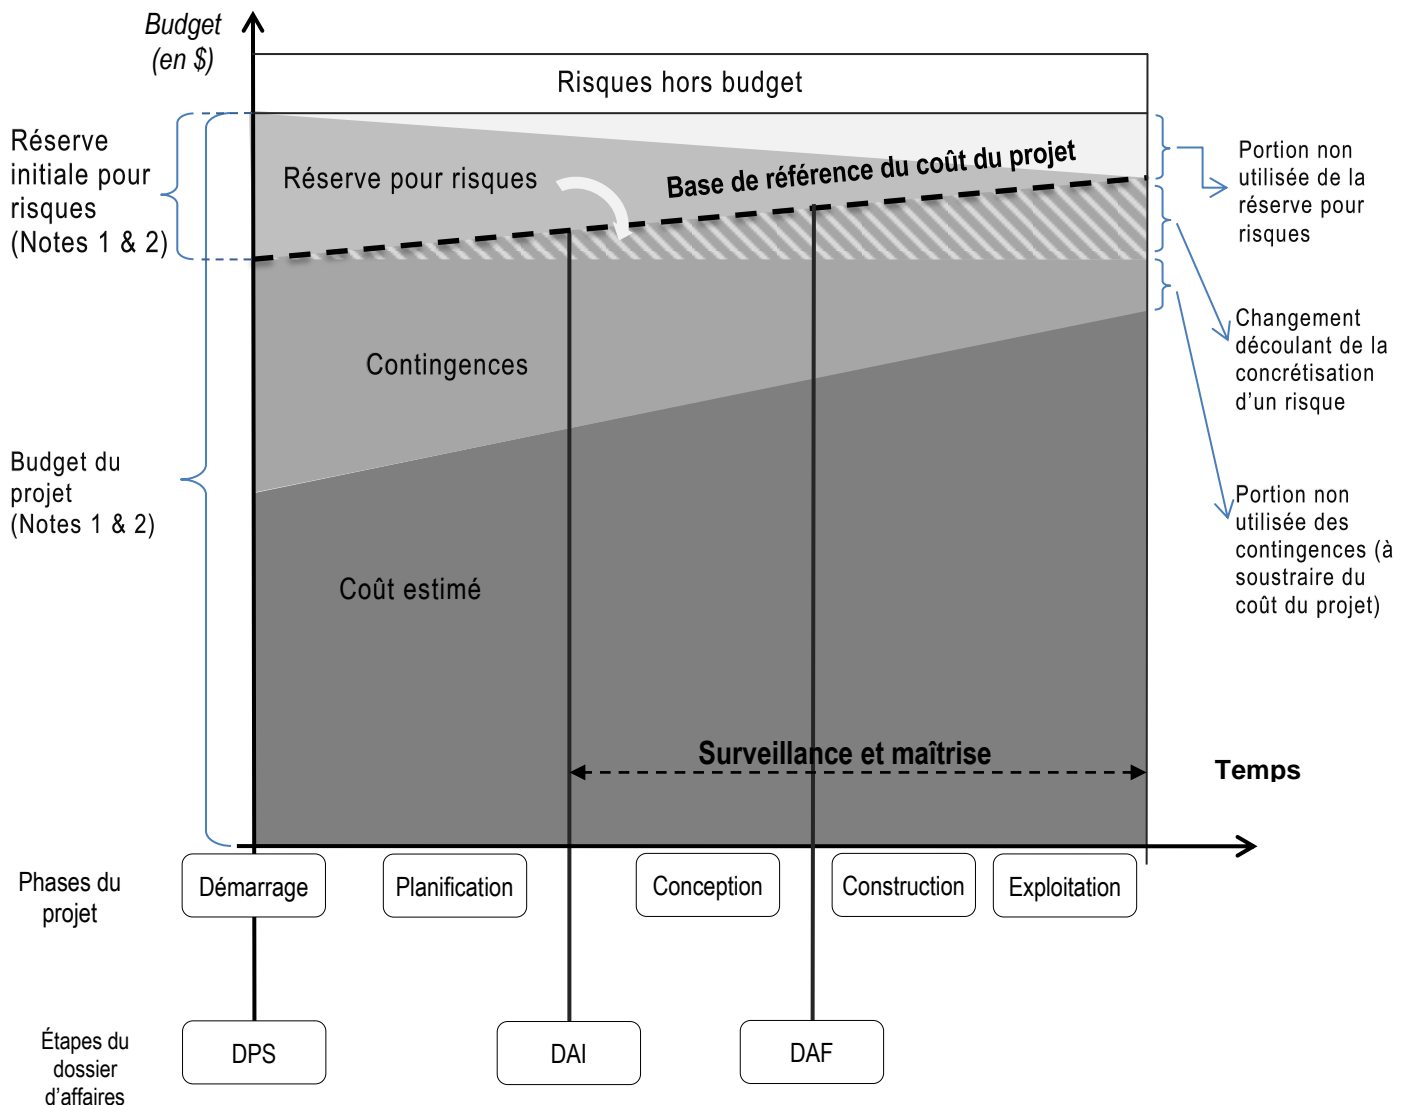 Budget
(en $)
Risques hors budget
Réserve
initiale pour
risques
(Notes 1 & 2)
Réserve pour risques
Base de référence du coût du projet
Portion non
utilisée de la
réserve pour
risques
Changement
découlant de la
concrétisation
d’un risque
Contingences
Budget du
projet
(Notes 1 & 2)
Portion non
utilisée des
contingences (à
soustraire du
coût du projet)
Coût estimé
Surveillance et maîtrise
Temps
Phases du
projet
Démarrage
Planification
Conception
Construction
Exploitation
Étapes du
dossier
d’affaires
DPS
DAI
DAF